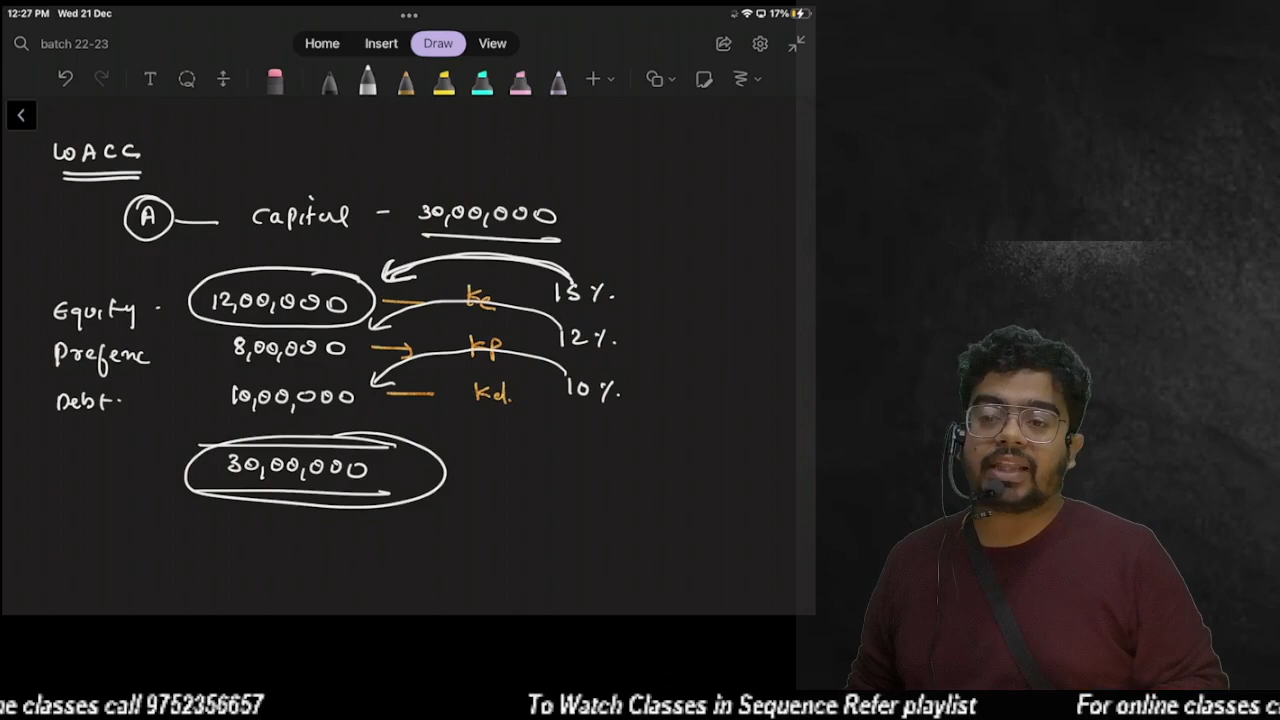 12:27 PM Wed 21 Dec
17%
batch 22-23
Home Insert Draw View
WACC
A — Capital - 30,00,000
Equity - 12,00,000 — Ke 15%.
Prefenc 8,00,000 → Kp 12%.
Debt. 10,00,000 — Kd. 10%.
30,00,000
ne classes call 9752356657 To Watch Classes in Sequence Refer playlist For online classes c